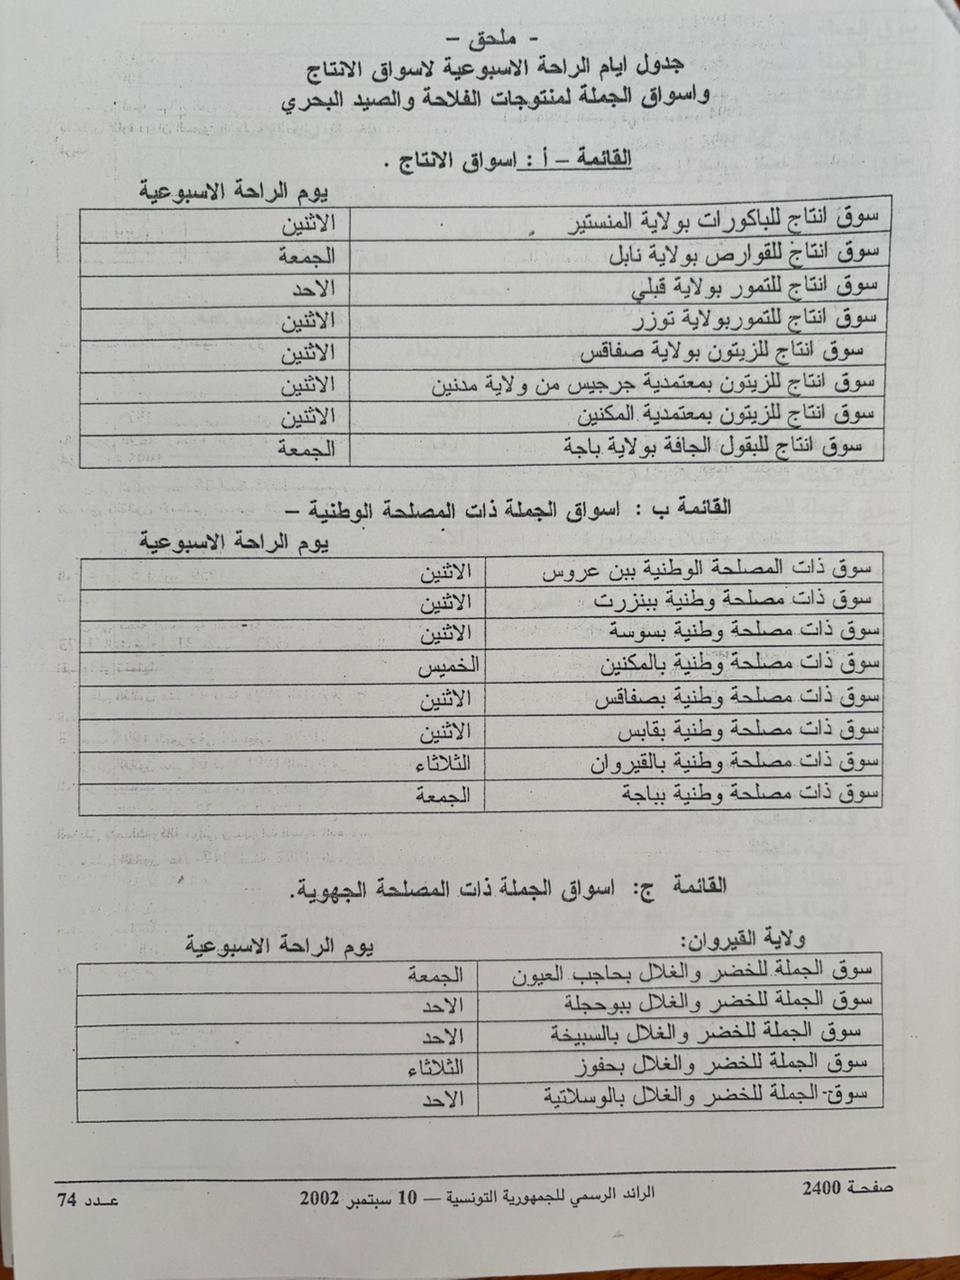 - ملحق –
جدول ايام الراحة الاسبوعية لاسواق الانتاج
واسواق الجملة لمنتوجات الفلاحة والصيد البحري
القائمة – أ : اسواق الانتاج .
يوم الراحة الاسبوعية
سوق انتاج للباكورات بولاية المنستير الاثنين
سوق انتاج للقوارص بولاية نابل الجمعة
سوق انتاج للتمور بولاية قبلي الاحد
سوق انتاج للتموربولاية توزر الاثنين
سوق انتاج للزيتون بولاية صفاقس الاثنين
سوق انتاج للزيتون بمعتمدية جرجيس من ولاية مدنين الاثنين
سوق انتاج للزيتون بمعتمدية المكنين الاثنين
سوق انتاج للبقول الجافة بولاية باجة الجمعة
القائمة ب : اسواق الجملة ذات المصلحة الوطنية –
يوم الراحة الاسبوعية
سوق ذات المصلحة الوطنية ببن عروس الاثنين
سوق ذات مصلحة وطنية ببنزرت الاثنين
سوق ذات مصلحة وطنية بسوسة الاثنين
سوق ذات مصلحة وطنية بالمكنين الخميس
سوق ذات مصلحة وطنية بصفاقس الاثنين
سوق ذات مصلحة وطنية بقابس الاثنين
سوق ذات مصلحة وطنية بالقيروان الثلاثاء
سوق ذات مصلحة وطنية بباجة الجمعة
القائمة ج: اسواق الجملة ذات المصلحة الجهوية.
ولاية القيروان: يوم الراحة الاسبوعية
سوق الجملة للخضر والغلال بحاجب العيون الجمعة
سوق الجملة للخضر والغلال ببوحجلة الاحد
سوق الجملة للخضر والغلال بالسبيخة الاحد
سوق الجملة للخضر والغلال بحفوز الثلاثاء
سوق الجملة للخضر والغلال بالوسلاتية الاحد
صفحة 2400 الرائد الرسمي للجمهورية التونسية — 10 سبتمبر 2002 عـدد 74